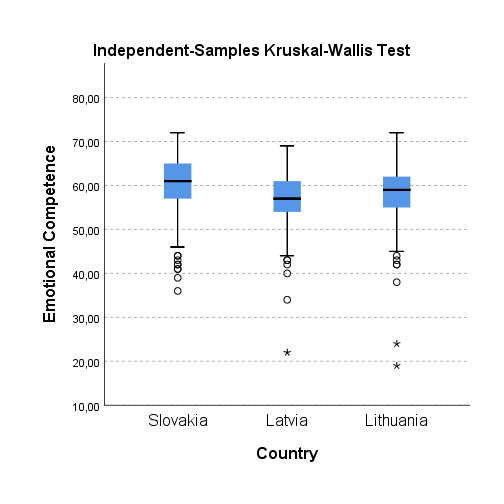 Independent-Samples Kruskal-Wallis Test
80,00
70,00
60,00
50,00
40,00
30,00
20,00
10,00
Emotional Competence
Slovakia
Latvia
Lithuania
Country